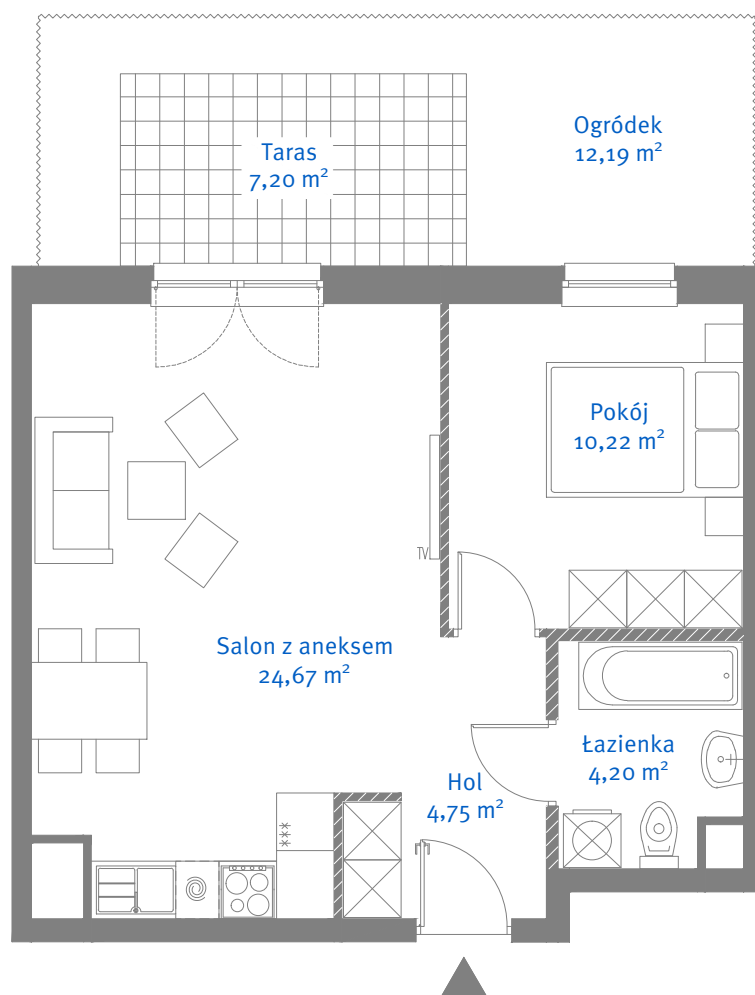 Ogródek
12,19 m²
Taras
7,20 m²
Pokój
10,22 m²
TV
Salon z aneksem
24,67 m²
Łazienka
4,20 m²
Hol
4,75 m²